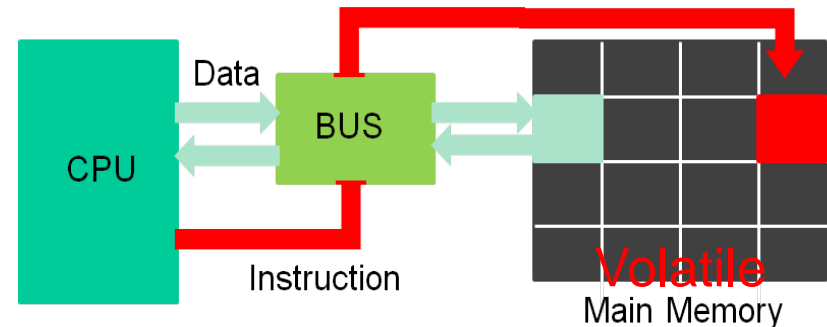 Data
BUS
CPU
Instruction
Volatile
Main Memory